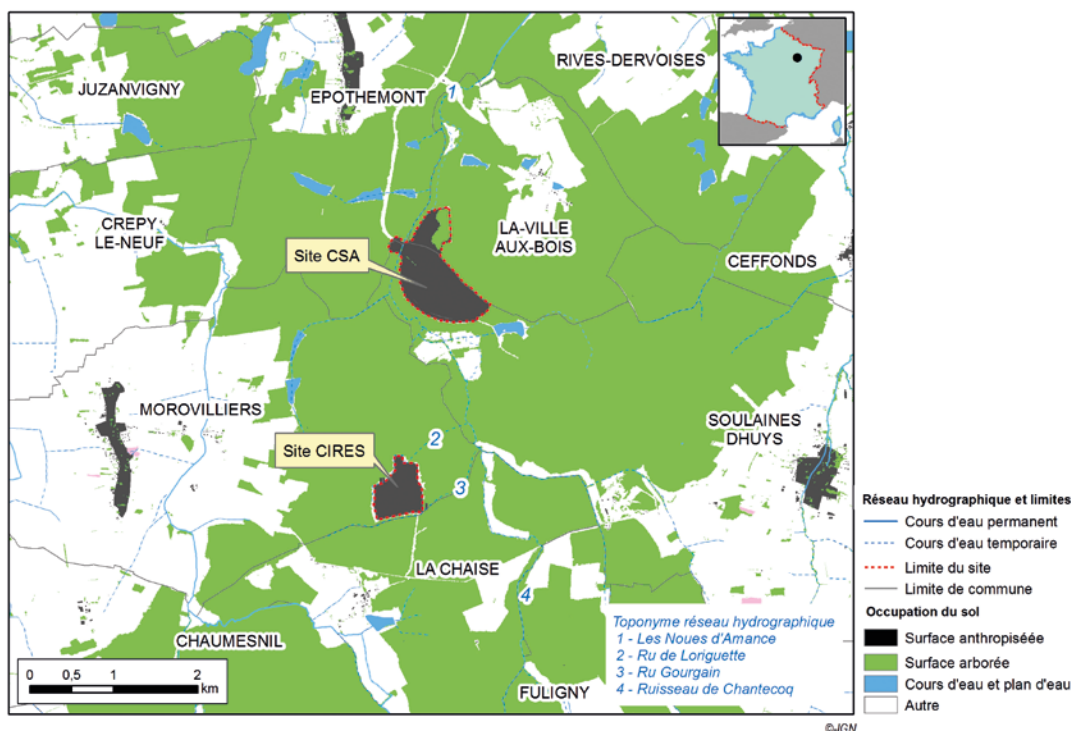 RIVES-DERVOISES
JUZANVIGNY
EPOTHEMONT
1
CREPY
LE-NEUF
LA-VILLE
AUX-BOIS
Site CSA
CEFFONDS
MOROVILLIERS
SOULAINES
DHUYS
2
Site CIRES
3
LA CHAISE
4
CHAUMESNIL
FULIGNY
0 0,5 1 2
km
Toponyme réseau hydrographique
1 - Les Noues d'Amance
2 - Ru de Loriguette
3 - Ru Gourgain
4 - Ruisseau de Chantecoq
Réseau hydrographique et limites
Cours d'eau permanent
Cours d'eau temporaire
Limite du site
Limite de commune
Occupation du sol
Surface anthropiséée
Surface arborée
Cours d'eau et plan d'eau
Autre
©-IGN